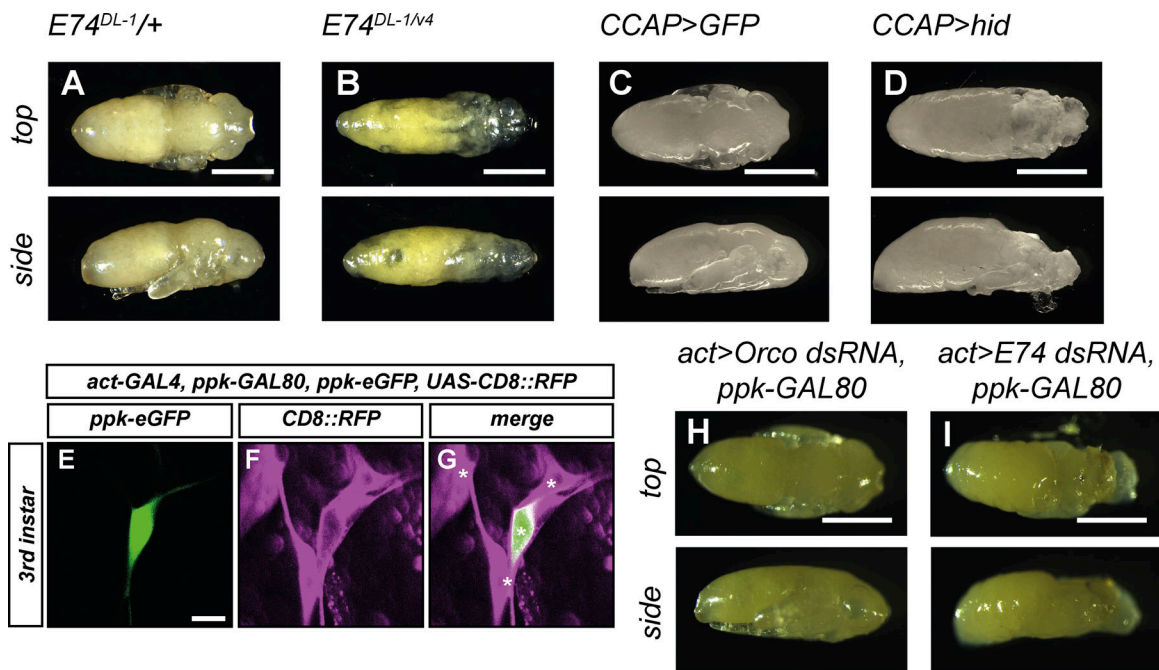 E74DL-1/+
E74DL-1/v4
CCAP>GFP
CCAP>hid
top
A
B
C
D
side
act-GAL4, ppk-GAL80, ppk-eGFP, UAS-CD8::RFP
ppk-eGFP
CD8::RFP
merge
3rd instar
E
F
G
*
*
*
*
act>Orco dsRNA,
ppk-GAL80
act>E74 dsRNA,
ppk-GAL80
top
H
I
side